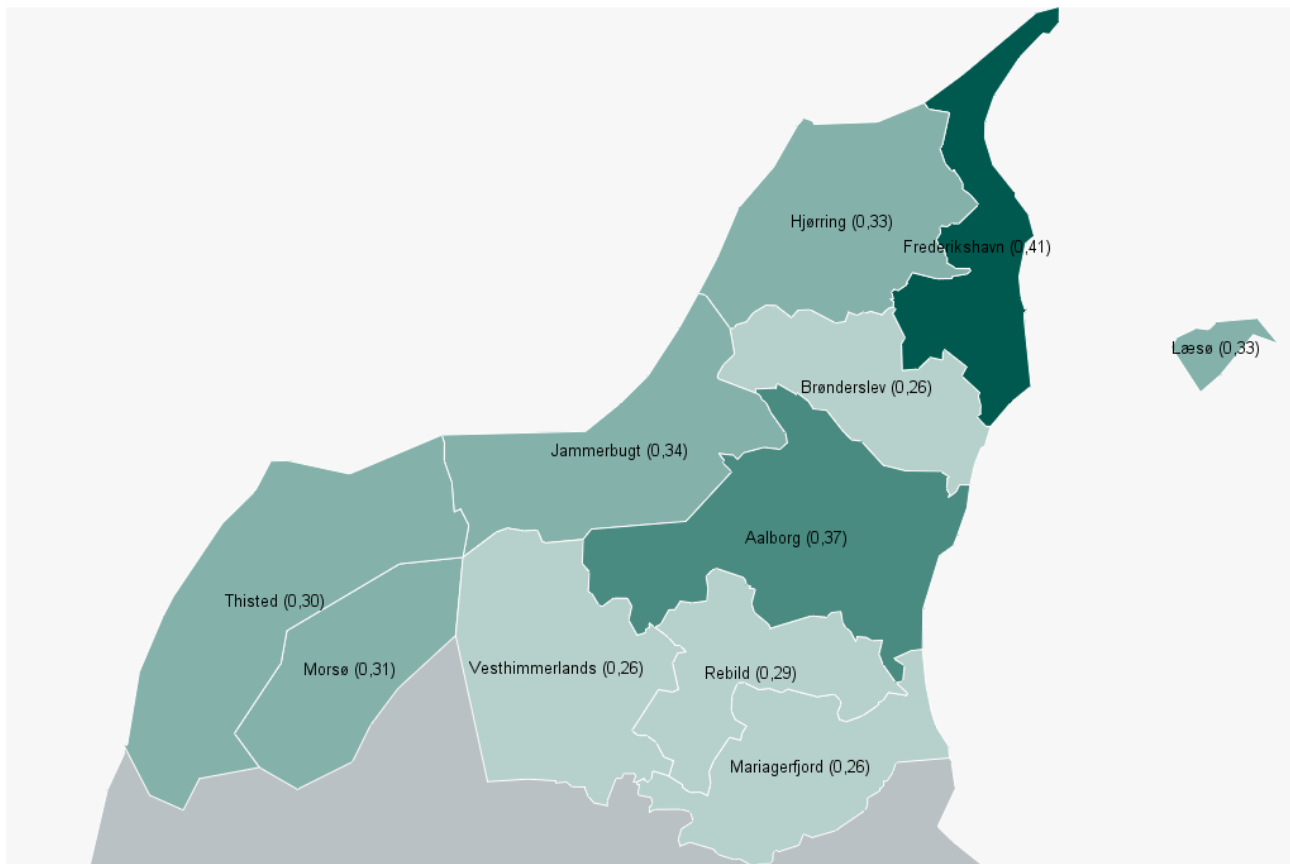 Hjørring (0,33)
Frederikshavn (0,41)
Læsø (0,33)
Brønderslev (0,26)
Jammerbugt (0,34)
Aalborg (0,37)
Thisted (0,30)
Morsø (0,31)
Vesthimmerlands (0,26)
Rebild (0,29)
Mariagerfjord (0,26)